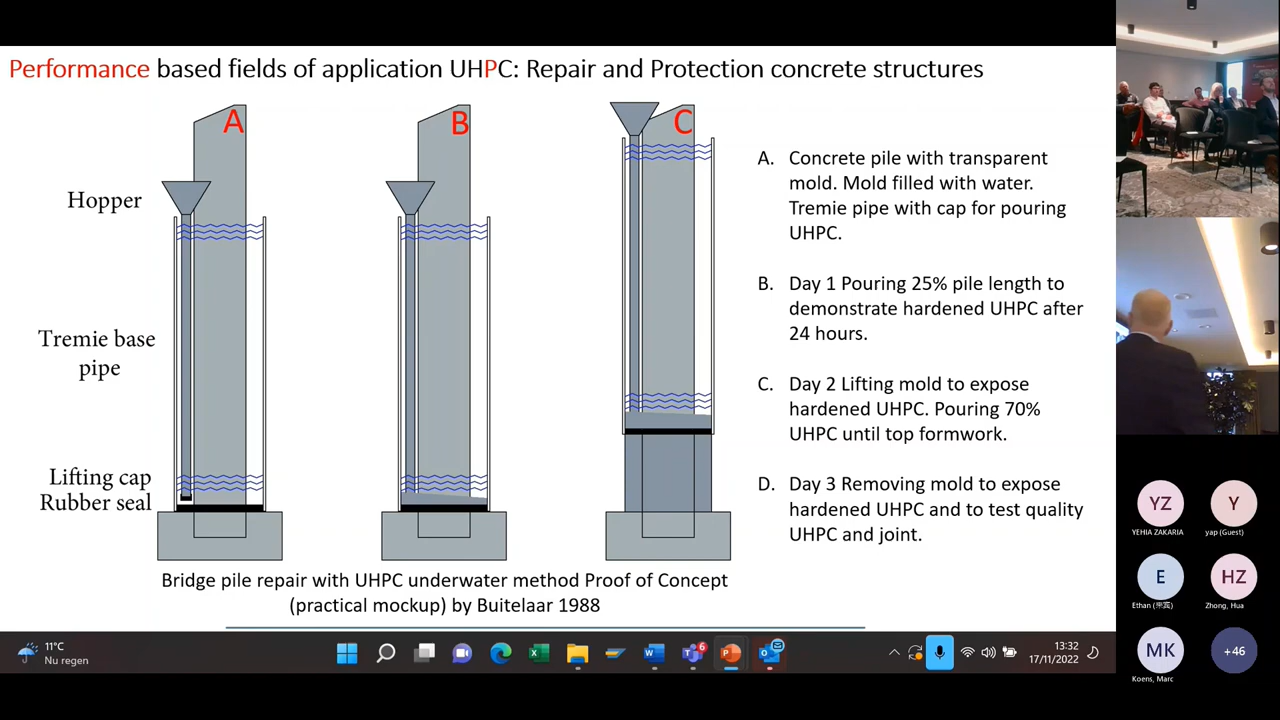 Performance based fields of application UHPC: Repair and Protection concrete structures
A
B
C
Hopper
Tremie base
pipe
Lifting cap
Rubber seal
A. Concrete pile with transparent
mold. Mold filled with water.
Tremie pipe with cap for pouring
UHPC.
B. Day 1 Pouring 25% pile length to
demonstrate hardened UHPC after
24 hours.
C. Day 2 Lifting mold to expose
hardened UHPC. Pouring 70%
UHPC until top formwork.
D. Day 3 Removing mold to expose
hardened UHPC and to test quality
UHPC and joint.
Bridge pile repair with UHPC underwater method Proof of Concept
(practical mockup) by Buitelaar 1988
11°C
Nu regen
6
13:32
17/11/2022
YZ
YEHIA ZAKARIA
Y
yap (Guest)
E
HZ
Zhong, Hua
MK
Koens, Marc
+46